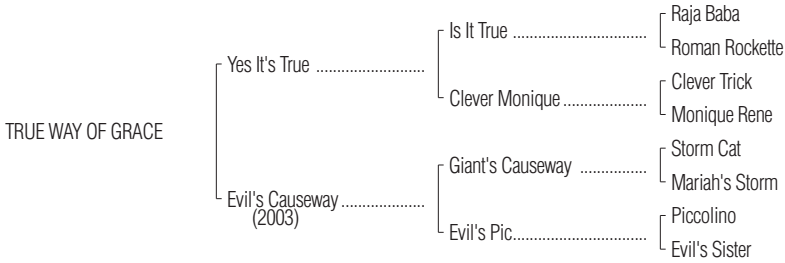 Raja Baba
Is It True ................................
Roman Rockette
Yes It's True ..........................
Clever Trick
Clever Monique ....................
Monique Rene
TRUE WAY OF GRACE
Storm Cat
Giant's Causeway ................
Mariah's Storm
Evil's Causeway ....................
(2003)
Piccolino
Evil's Pic................................
Evil's Sister